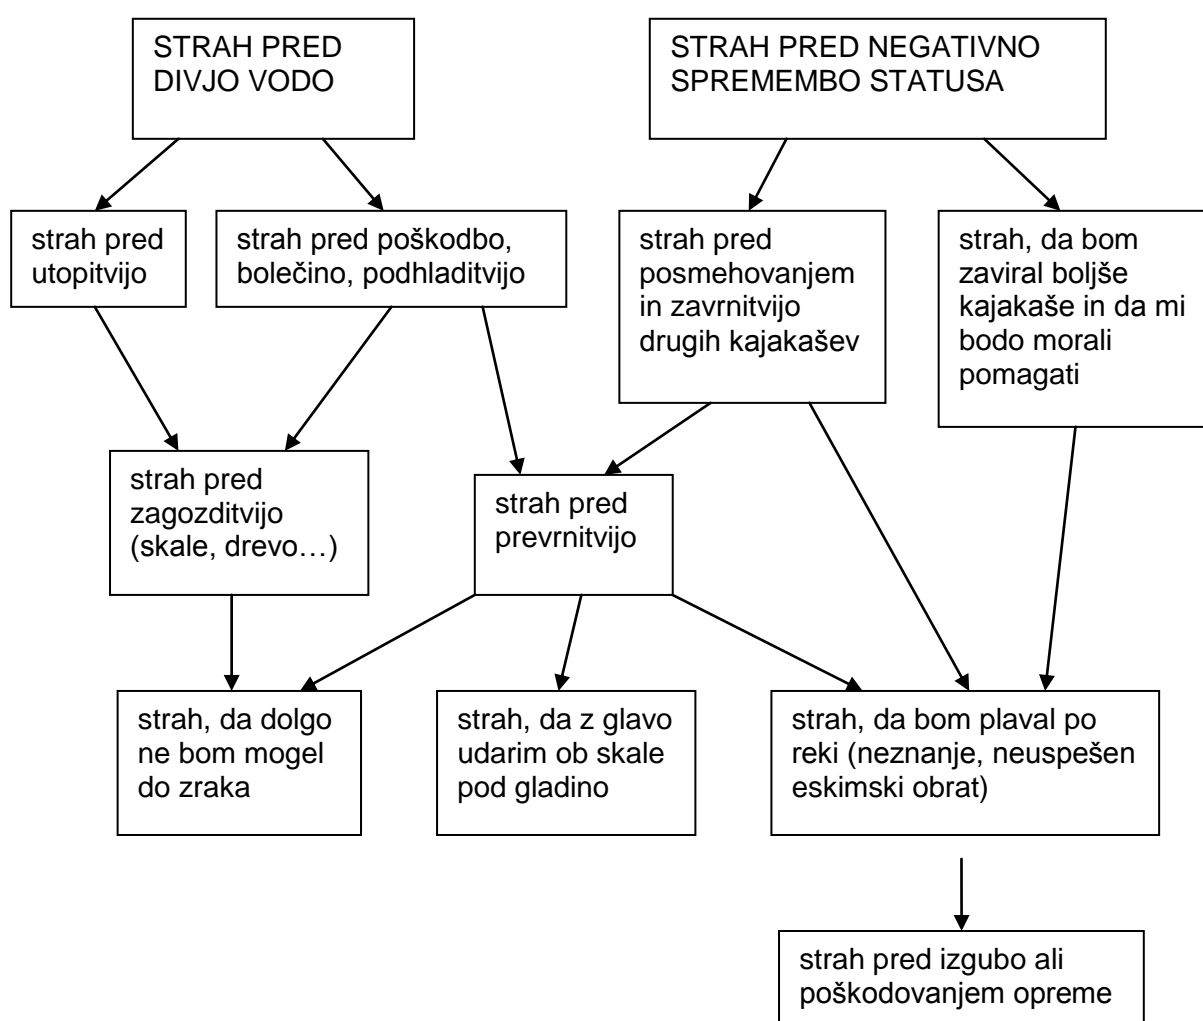 STRAH PRED
DIVJO VODO
STRAH PRED NEGATIVNO
SPREMEMBO STATUSA
strah pred
utopitvijo
strah pred poškodbo,
bolečino, podhladitvijo
strah pred
posmehovanjem
in zavrnitvijo
drugih kajakašev
strah, da bom
zaviral boljše
kajakaše in da mi
bodo morali
pomagati
strah pred
zagozditvijo
(skale, drevo…)
strah pred
prevrnitvijo
strah, da dolgo
ne bom mogel
do zraka
strah, da z glavo
udarim ob skale
pod gladino
strah, da bom plaval po
reki (neznanje, neuspešen
eskimski obrat)
strah pred izgubo ali
poškodovanjem opreme